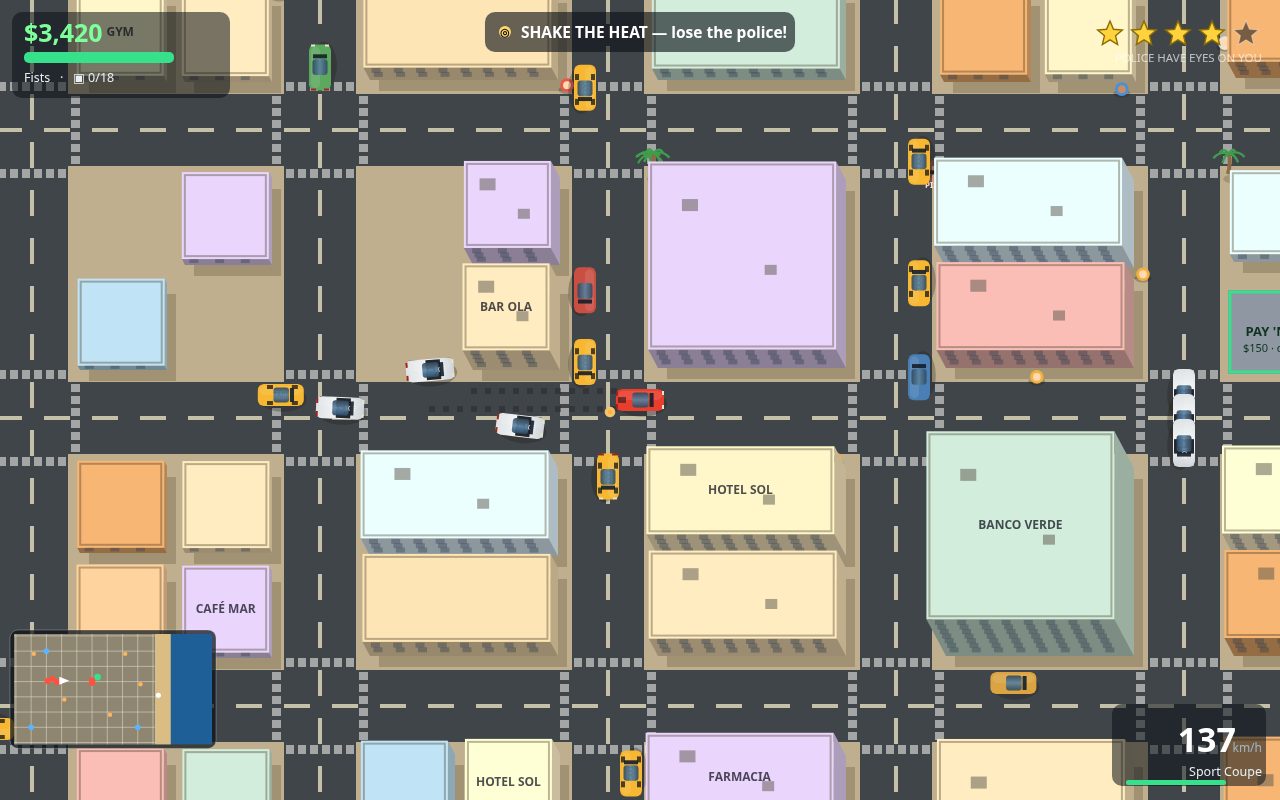 $3,420 GYM
Fists · 0/18
SHAKE THE HEAT — lose the police!
POLICE HAVE EYES ON YOU
BAR OLA
HOTEL SOL
BANCO VERDE
CAFÉ MAR
PAY 'N
$150 ·
HOTEL SOL
FARMACIA
137 km/h
Sport Coupe